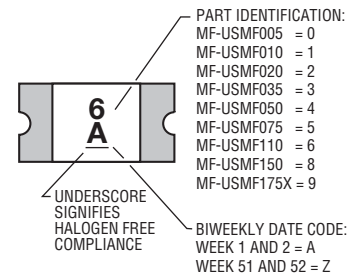 PART IDENTIFICATION:
MF-USMF005 = 0
MF-USMF010 = 1
MF-USMF020 = 2
MF-USMF035 = 3
MF-USMF050 = 4
MF-USMF075 = 5
MF-USMF110 = 6
MF-USMF150 = 8
MF-USMF175X = 9
6
A
UNDERSCORE
SIGNIFIES
HALOGEN FREE
COMPLIANCE
BIWEEKLY DATE CODE:
WEEK 1 AND 2 = A
WEEK 51 AND 52 = Z